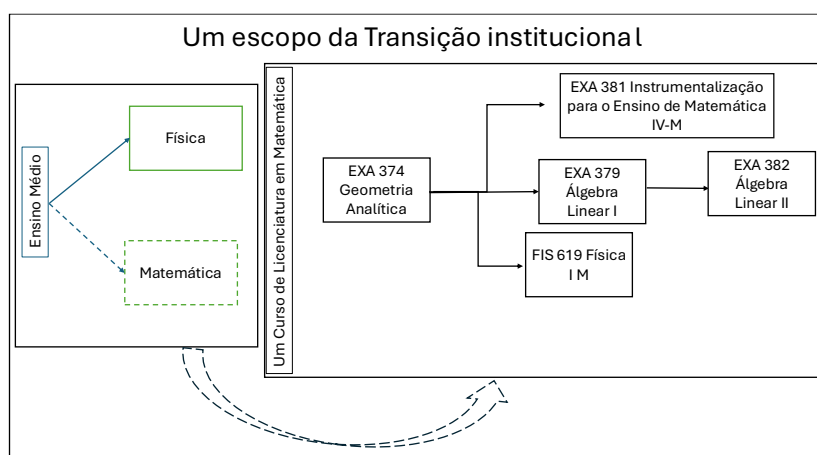 Um escopo da Transição institucional
Ensino Médio
Física
Matemática
Um Curso de Licenciatura em Matemática
EXA 374
Geometria
Analítica
EXA 381 Instrumentalização
para o Ensino de Matemática
IV-M
EXA 379
Álgebra
Linear I
EXA 382
Álgebra
Linear II
FIS 619 Física
I M